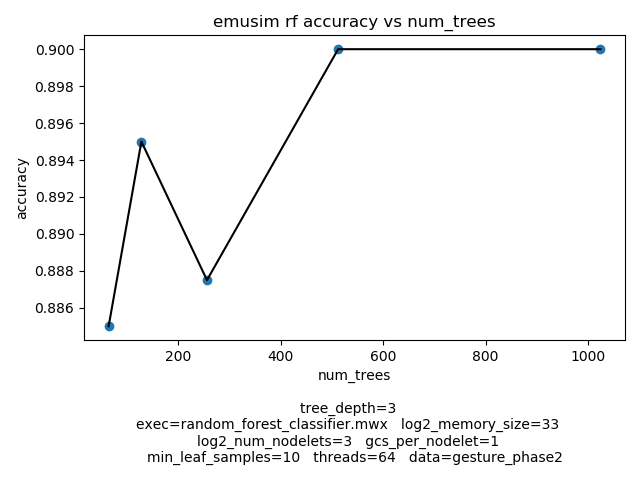 emusim rf accuracy vs num_trees
0.900
0.898
0.896
0.894
0.892
0.890
0.888
0.886
accuracy
200 400 600 800 1000
num_trees
tree_depth=3
exec=random_forest_classifier.mwx log2_memory_size=33
log2_num_nodelets=3 gcs_per_nodelet=1
min_leaf_samples=10 threads=64 data=gesture_phase2